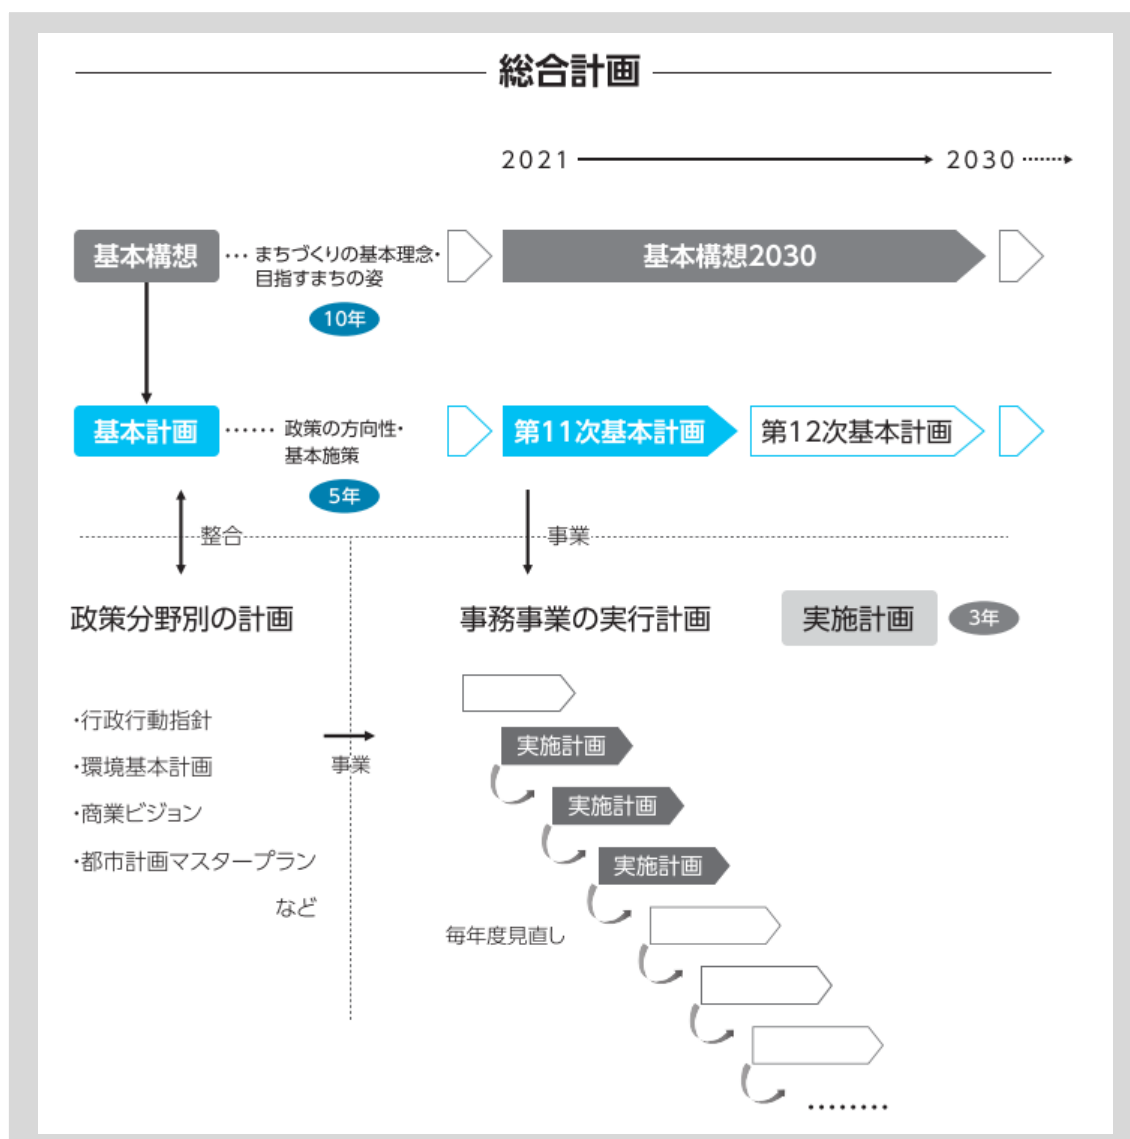 総合計画
2021
2030
基本構想
… まちづくりの基本理念・
目指すまちの姿
10年
基本構想2030
基本計画
…… 政策の方向性・
基本施策
5年
第11次基本計画
第12次基本計画
整合
事業
政策分野別の計画
事務事業の実行計画
実施計画
3年
・行政行動指針
・環境基本計画
・商業ビジョン
・都市計画マスタープラン
など
事業
実施計画
実施計画
実施計画
毎年度見直し
………